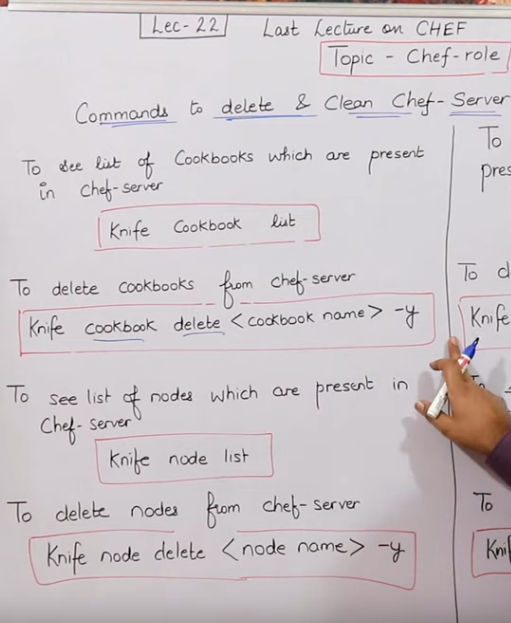 Lec-22
Last Lecture on CHEF
Topic - Chef-role
Commands to delete & Clean Chef-Server
To see list of Cookbooks which are present
in Chef-server
Knife Cookbook list
To delete cookbooks from chef-server
Knife cookbook delete <cookbook name> -y
To see list of nodes which are present in
Chef-server
Knife node list
To delete nodes from chef-server
Knife node delete <node name> -y
To
pres
To d
Knife
To
Knif